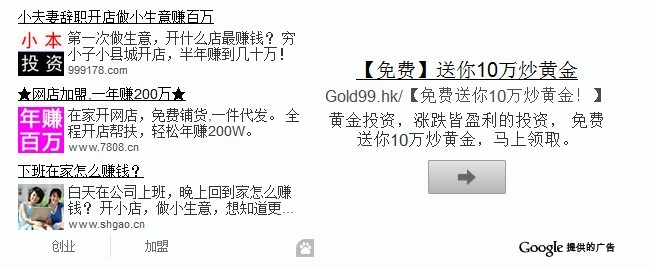 小夫妻辞职开店做小生意赚百万
小本
投资
第一次做生意，开什么店最赚钱？ 穷
小子小县城开店，半年赚到几十万！
999178.com
★网店加盟.一年赚200万★
年赚
百万
在家开网店，免费铺货,一件代发。 全
程开店帮扶，轻松年赚200W。
www.7808.cn
下班在家怎么赚钱？
白天在公司上班，晚上回到家怎么赚
钱？ 开小店，做小生意，想知道更...
www.shgao.cn
创业 加盟
【免费】送你10万炒黄金
Gold99.hk/【免费送你10万炒黄金！】
黄金投资，涨跌皆盈利的投资， 免费
送你10万炒黄金，马上领取。
Google 提供的广告